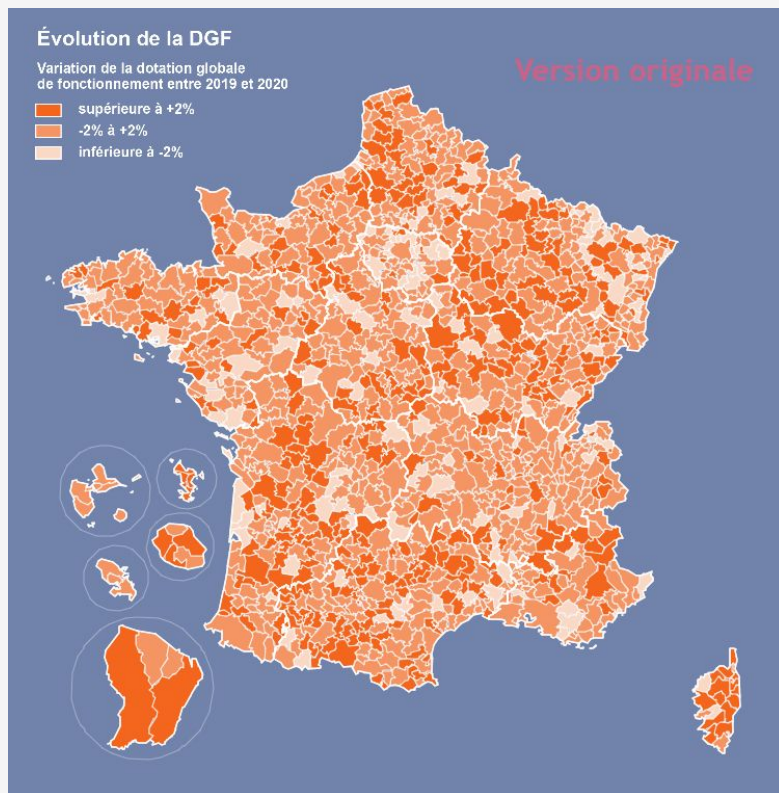 Évolution de la DGF
Version originale
Variation de la dotation globale
de fonctionnement entre 2019 et 2020
supérieure à +2%
-2% à +2%
inférieure à -2%